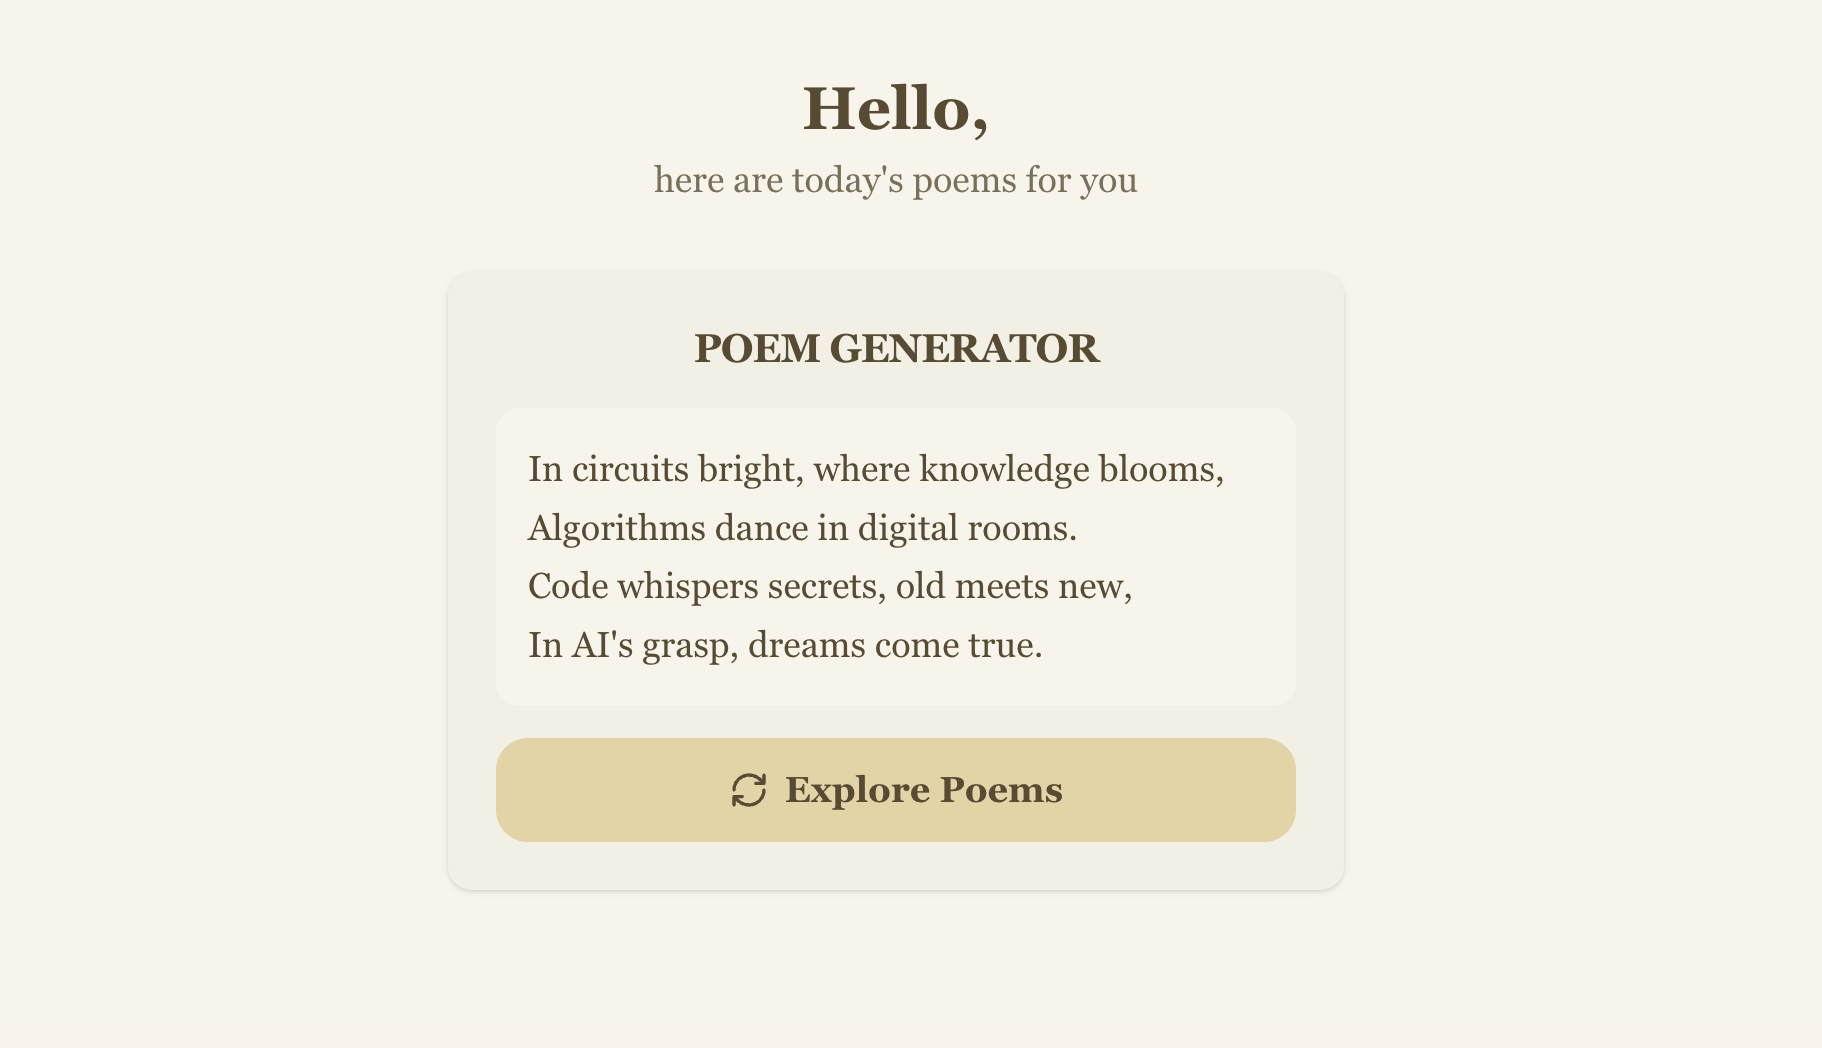 Hello,
here are today's poems for you
POEM GENERATOR
In circuits bright, where knowledge blooms,
Algorithms dance in digital rooms.
Code whispers secrets, old meets new,
In AI's grasp, dreams come true.
Explore Poems